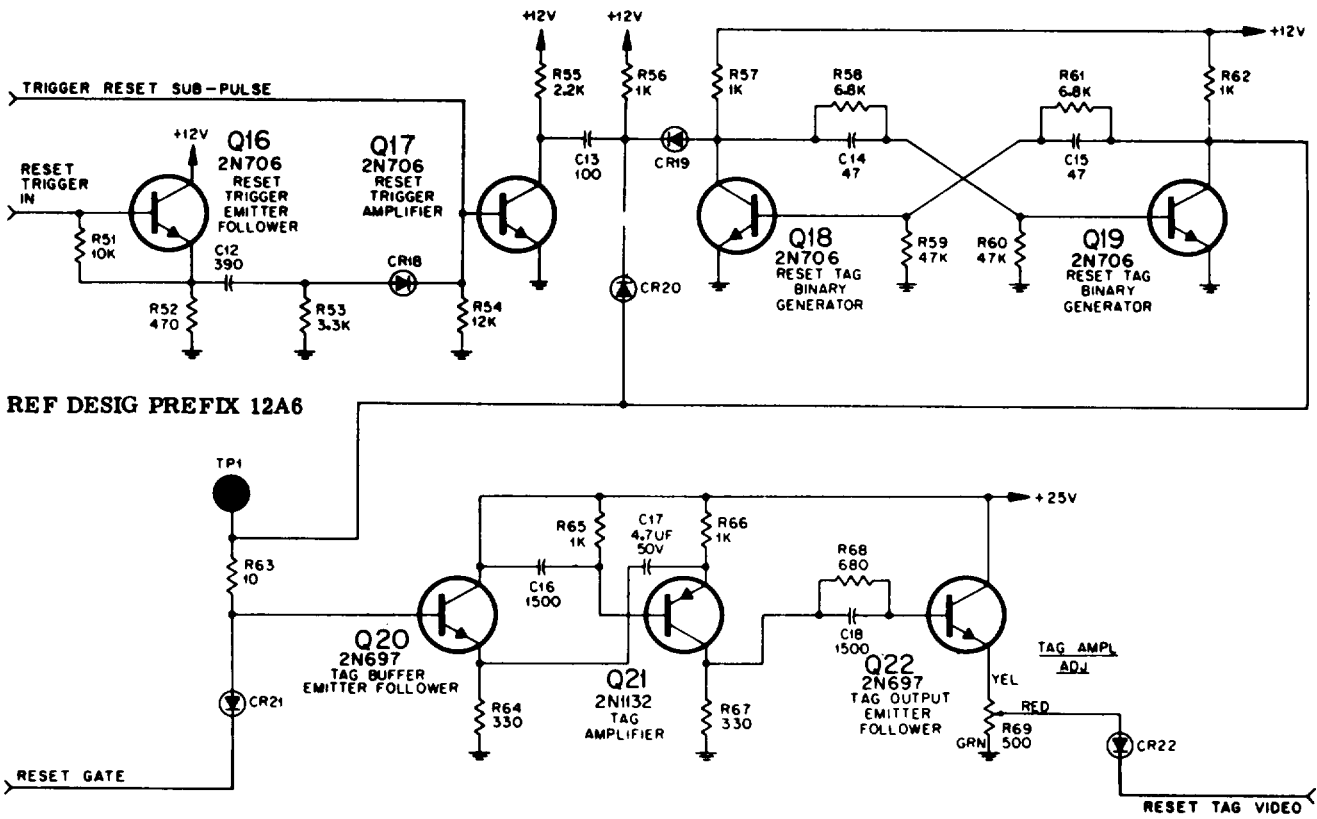 +12V
+12V
+12V
TRIGGER RESET SUB-PULSE
R55
2.2K
R56
1K
R57
1K
R58
6.8K
R61
6.8K
R62
1K
+12V
Q16
2N706
RESET
TRIGGER
EMITTER
FOLLOWER
Q17
2N706
RESET
TRIGGER
AMPLIFIER
RESET
TRIGGER
IN
C13
100
CR19
C14
47
C15
47
R51
10K
C12
390
CR18
R52
470
R53
3.3K
R54
12K
CR20
Q18
2N706
RESET TAG
BINARY
GENERATOR
R59
47K
R60
47K
Q19
2N706
RESET TAG
BINARY
GENERATOR
REF DESIG PREFIX 12A6
TP1
R63
10
R65
1K
C17
4.7UF
50V
R66
1K
+25V
R68
680
C16
1500
C18
1500
Q20
2N697
TAG BUFFER
EMITTER FOLLOWER
Q21
2N1132
TAG
AMPLIFIER
Q22
2N697
TAG OUTPUT
EMITTER
FOLLOWER
TAG AMPL
ADJ
YEL
RED
GRN
R69
500
CR21
R64
330
R67
330
CR22
RESET GATE
RESET TAG VIDEO